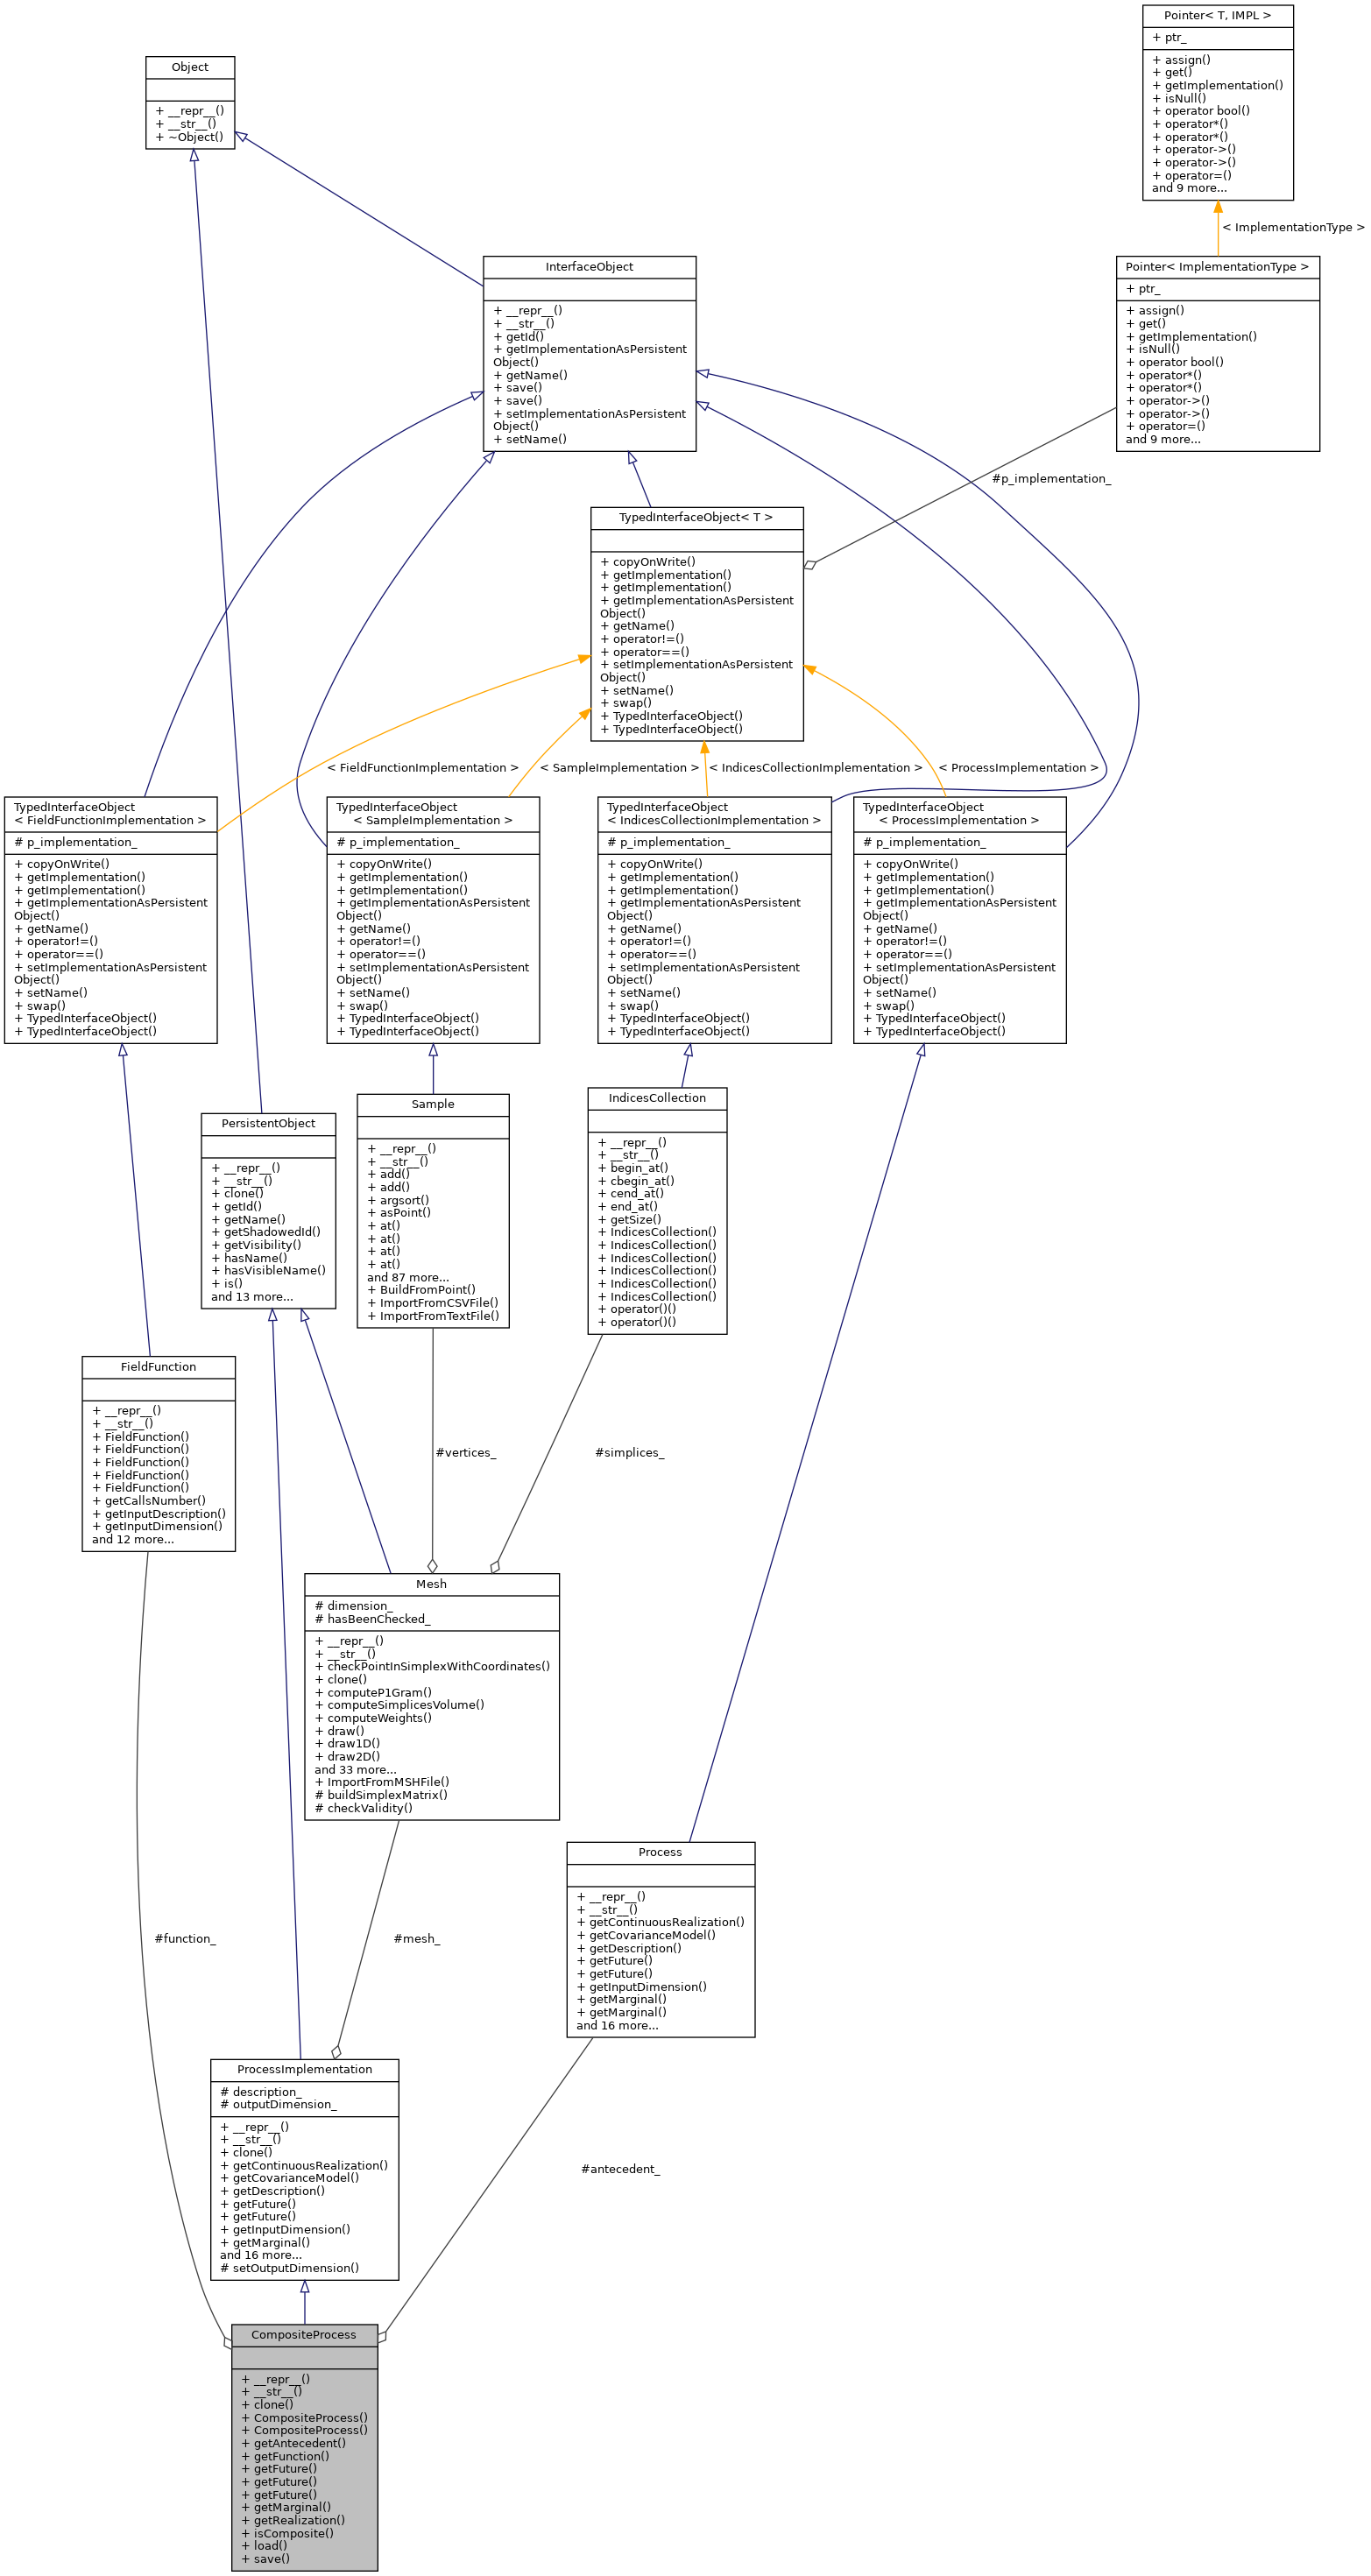 Pointer< T, IMPL >
+ ptr_
+ assign()
+ get()
+ getImplementation()
+ isNull()
+ operator bool()
+ operator*()
+ operator*()
+ operator->()
+ operator->()
+ operator=()
and 9 more...
Object
+ __repr__()
+ __str__()
+ ~Object()
< ImplementationType >
InterfaceObject
+ __repr__()
+ __str__()
+ getId()
+ getImplementationAsPersistent
Object()
+ getName()
+ save()
+ save()
+ setImplementationAsPersistent
Object()
+ setName()
Pointer< ImplementationType >
+ ptr_
+ assign()
+ get()
+ getImplementation()
+ isNull()
+ operator bool()
+ operator*()
+ operator*()
+ operator->()
+ operator->()
+ operator=()
and 9 more...
#p_implementation_
TypedInterfaceObject< T >
+ copyOnWrite()
+ getImplementation()
+ getImplementation()
+ getImplementationAsPersistent
Object()
+ getName()
+ operator!=()
+ operator==()
+ setImplementationAsPersistent
Object()
+ setName()
+ swap()
+ TypedInterfaceObject()
+ TypedInterfaceObject()
< FieldFunctionImplementation >
< SampleImplementation >
< IndicesCollectionImplementation >
< ProcessImplementation >
TypedInterfaceObject
< FieldFunctionImplementation >
# p_implementation_
+ copyOnWrite()
+ getImplementation()
+ getImplementation()
+ getImplementationAsPersistent
Object()
+ getName()
+ operator!=()
+ operator==()
+ setImplementationAsPersistent
Object()
+ setName()
+ swap()
+ TypedInterfaceObject()
+ TypedInterfaceObject()
TypedInterfaceObject
< SampleImplementation >
# p_implementation_
+ copyOnWrite()
+ getImplementation()
+ getImplementation()
+ getImplementationAsPersistent
Object()
+ getName()
+ operator!=()
+ operator==()
+ setImplementationAsPersistent
Object()
+ setName()
+ swap()
+ TypedInterfaceObject()
+ TypedInterfaceObject()
TypedInterfaceObject
< IndicesCollectionImplementation >
# p_implementation_
+ copyOnWrite()
+ getImplementation()
+ getImplementation()
+ getImplementationAsPersistent
Object()
+ getName()
+ operator!=()
+ operator==()
+ setImplementationAsPersistent
Object()
+ setName()
+ swap()
+ TypedInterfaceObject()
+ TypedInterfaceObject()
TypedInterfaceObject
< ProcessImplementation >
# p_implementation_
+ copyOnWrite()
+ getImplementation()
+ getImplementation()
+ getImplementationAsPersistent
Object()
+ getName()
+ operator!=()
+ operator==()
+ setImplementationAsPersistent
Object()
+ setName()
+ swap()
+ TypedInterfaceObject()
+ TypedInterfaceObject()
PersistentObject
+ __repr__()
+ __str__()
+ clone()
+ getId()
+ getName()
+ getShadowedId()
+ getVisibility()
+ hasName()
+ hasVisibleName()
+ is()
and 13 more...
Sample
+ __repr__()
+ __str__()
+ add()
+ add()
+ argsort()
+ asPoint()
+ at()
+ at()
+ at()
+ at()
and 87 more...
+ BuildFromPoint()
+ ImportFromCSVFile()
+ ImportFromTextFile()
IndicesCollection
+ __repr__()
+ __str__()
+ begin_at()
+ cbegin_at()
+ cend_at()
+ end_at()
+ getSize()
+ IndicesCollection()
+ IndicesCollection()
+ IndicesCollection()
+ IndicesCollection()
+ IndicesCollection()
+ IndicesCollection()
+ operator()()
+ operator()()
FieldFunction
+ __repr__()
+ __str__()
+ FieldFunction()
+ FieldFunction()
+ FieldFunction()
+ FieldFunction()
+ FieldFunction()
+ getCallsNumber()
+ getInputDescription()
+ getInputDimension()
and 12 more...
#vertices_
#simplices_
Mesh
# dimension_
# hasBeenChecked_
+ __repr__()
+ __str__()
+ checkPointInSimplexWithCoordinates()
+ clone()
+ computeP1Gram()
+ computeSimplicesVolume()
+ computeWeights()
+ draw()
+ draw1D()
+ draw2D()
and 33 more...
+ ImportFromMSHFile()
# buildSimplexMatrix()
# checkValidity()
Process
+ __repr__()
+ __str__()
+ getContinuousRealization()
+ getCovarianceModel()
+ getDescription()
+ getFuture()
+ getFuture()
+ getInputDimension()
+ getMarginal()
+ getMarginal()
and 16 more...
#function_
#mesh_
ProcessImplementation
# description_
# outputDimension_
+ __repr__()
+ __str__()
+ clone()
+ getContinuousRealization()
+ getCovarianceModel()
+ getDescription()
+ getFuture()
+ getFuture()
+ getInputDimension()
+ getMarginal()
and 16 more...
# setOutputDimension()
#antecedent_
CompositeProcess
+ __repr__()
+ __str__()
+ clone()
+ CompositeProcess()
+ CompositeProcess()
+ getAntecedent()
+ getFunction()
+ getFuture()
+ getFuture()
+ getFuture()
+ getMarginal()
+ getRealization()
+ isComposite()
+ load()
+ save()